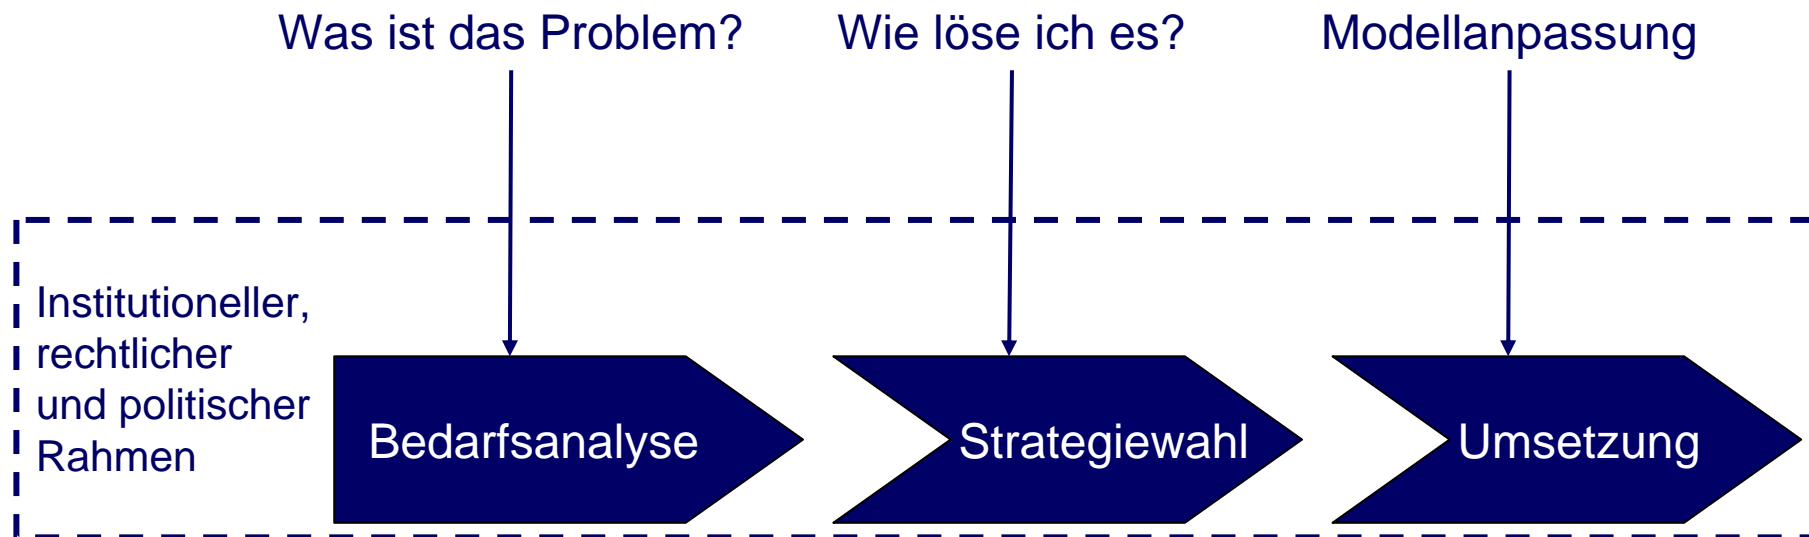 Was ist das Problem?
Wie löse ich es?
Modellanpassung
Institutioneller,
rechtlicher
und politischer
Rahmen
Bedarfsanalyse
Strategiewahl
Umsetzung